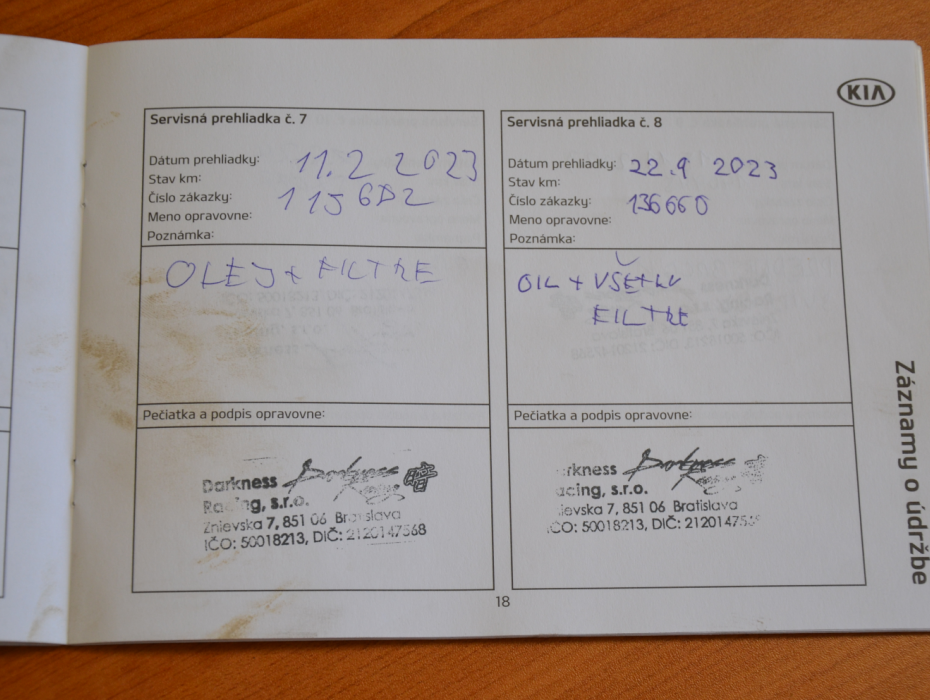 KIA
Servisná prehliadka č. 7
Dátum prehliadky: 11.2 2023
Stav km:
Číslo zákazky:
Meno opravovne:
Poznámka:
OLEJ + FILTRE
Pečiatka a podpis opravovne:
Darkness
Racing, s.r.o.
Znievska 7, 851 06 Bratislava
IČO: 50018213, DIČ: 2120147568
Servisná prehliadka č. 8
Dátum prehliadky: 22.9 2023
Stav km:
Číslo zákazky: 136660
Meno opravovne:
Poznámka:
OIL + VŠETKY
FILTRE
Pečiatka a podpis opravovne:
rkness
acing, s.r.o.
ievska 7, 851 06 Bratislava
IČO: 50018213, DIČ:
Záznamy o údržbe
18